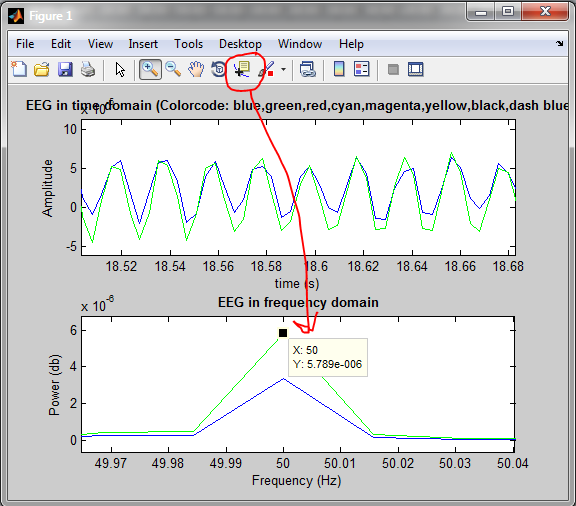 Figure 1
File Edit View Insert Tools Desktop Window Help
EEG in time domain (Colorcode: blue,green,red,cyan,magenta,yellow,black,dash blue
x 10
10
5
0
-5
Amplitude
18.52 18.54 18.56 18.58 18.6 18.62 18.64 18.66 18.68
time (s)
EEG in frequency domain
x 10-6
6
4
2
0
Power (db)
X: 50
Y: 5.789e-006
49.97 49.98 49.99 50 50.01 50.02 50.03 50.04
Frequency (Hz)